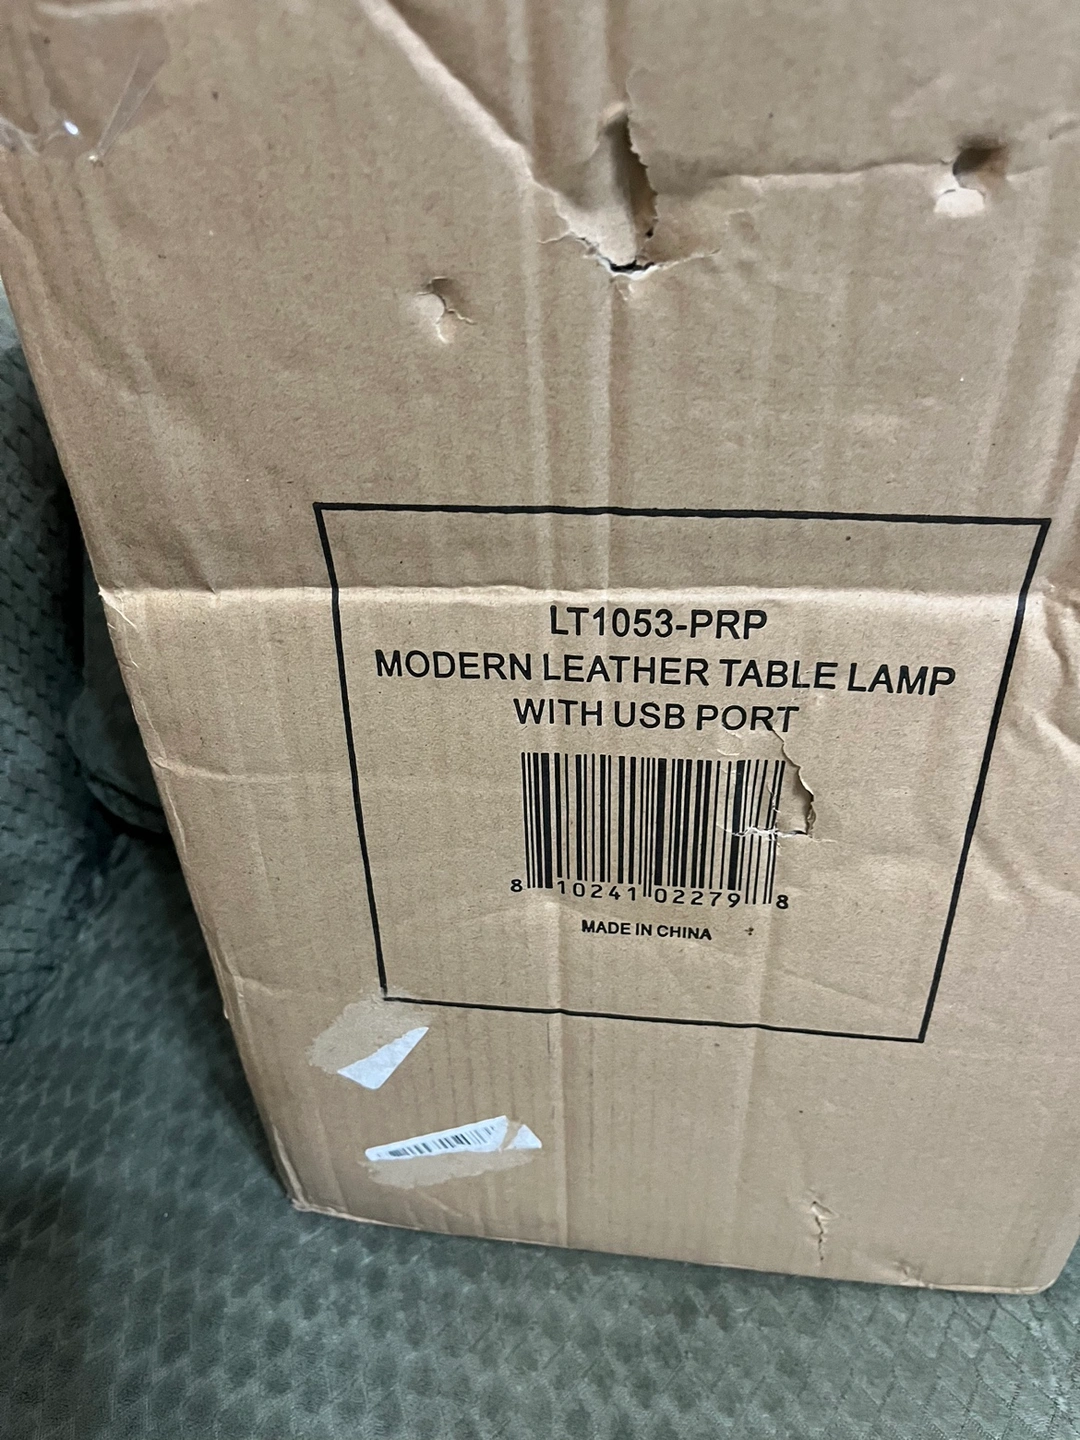 LT1053-PRP
MODERN LEATHER TABLE LAMP
WITH USB PORT
8 10241 02279 8
MADE IN CHINA